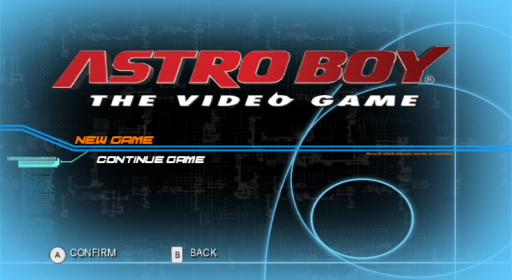 ASTRO BOY®
THE VIDEO GAME
NEW GAME
CONTINUE GAME
A CONFIRM B BACK